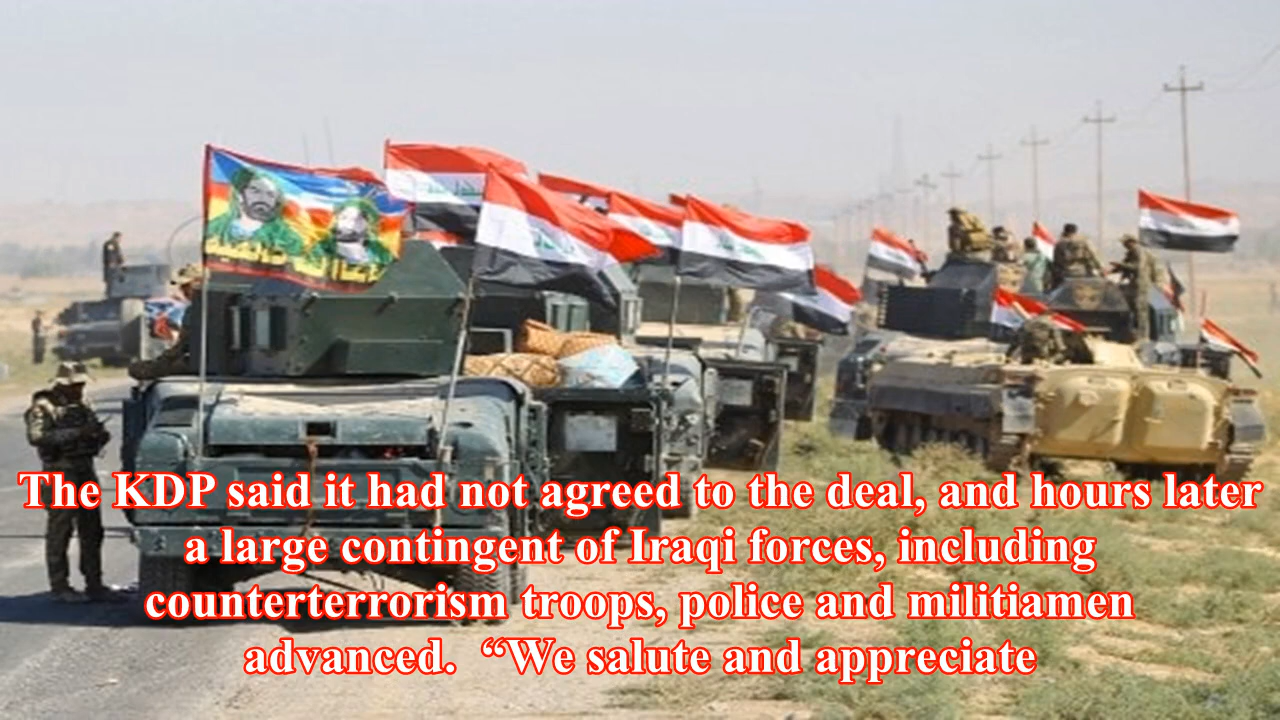 The KDP said it had not agreed to the deal, and hours later
a large contingent of Iraqi forces, including
counterterrorism troops, police and militiamen
advanced.  “We salute and appreciate